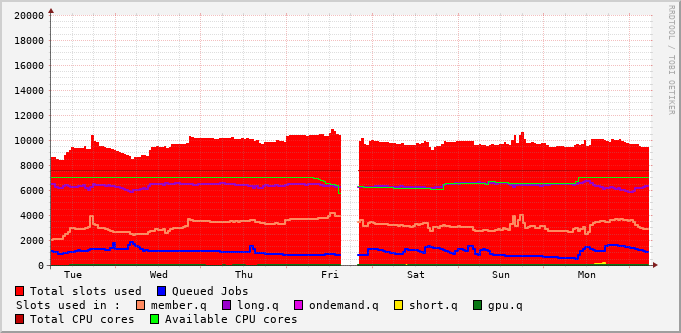 RRDTOOL / TOBI OETIKER
20000
18000
16000
14000
12000
10000
8000
6000
4000
2000
0
Tue Wed Thu Fri Sat Sun Mon
Total slots used Queued Jobs
Slots used in : member.q long.q ondemand.q short.q gpu.q
Total CPU cores Available CPU cores